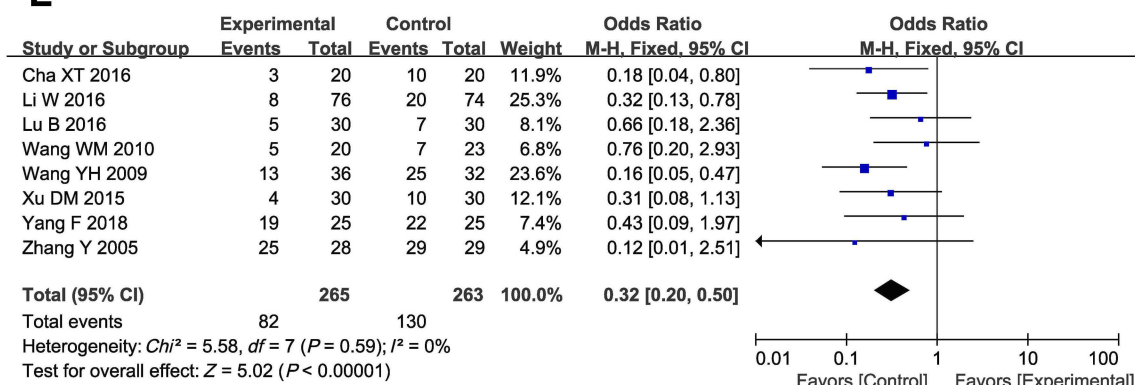 Experimental Control Odds Ratio Odds Ratio
Study or Subgroup Events Total Events Total Weight M-H, Fixed, 95% CI M-H, Fixed, 95% CI
Cha XT 2016 3 20 10 20 11.9% 0.18 [0.04, 0.80]
Li W 2016 8 76 20 74 25.3% 0.32 [0.13, 0.78]
Lu B 2016 5 30 7 30 8.1% 0.66 [0.18, 2.36]
Wang WM 2010 5 20 7 23 6.8% 0.76 [0.20, 2.93]
Wang YH 2009 13 36 25 32 23.6% 0.16 [0.05, 0.47]
Xu DM 2015 4 30 10 30 12.1% 0.31 [0.08, 1.13]
Yang F 2018 19 25 22 25 7.4% 0.43 [0.09, 1.97]
Zhang Y 2005 25 28 29 29 4.9% 0.12 [0.01, 2.51]
Total (95% CI) 265 263 100.0% 0.32 [0.20, 0.50]
Total events 82 130
Heterogeneity: Chi² = 5.58, df = 7 (P = 0.59); I² = 0%
Test for overall effect: Z = 5.02 (P < 0.00001)
0.01 0.1 1 10 100
Favors [Control] Favors [Experimental]